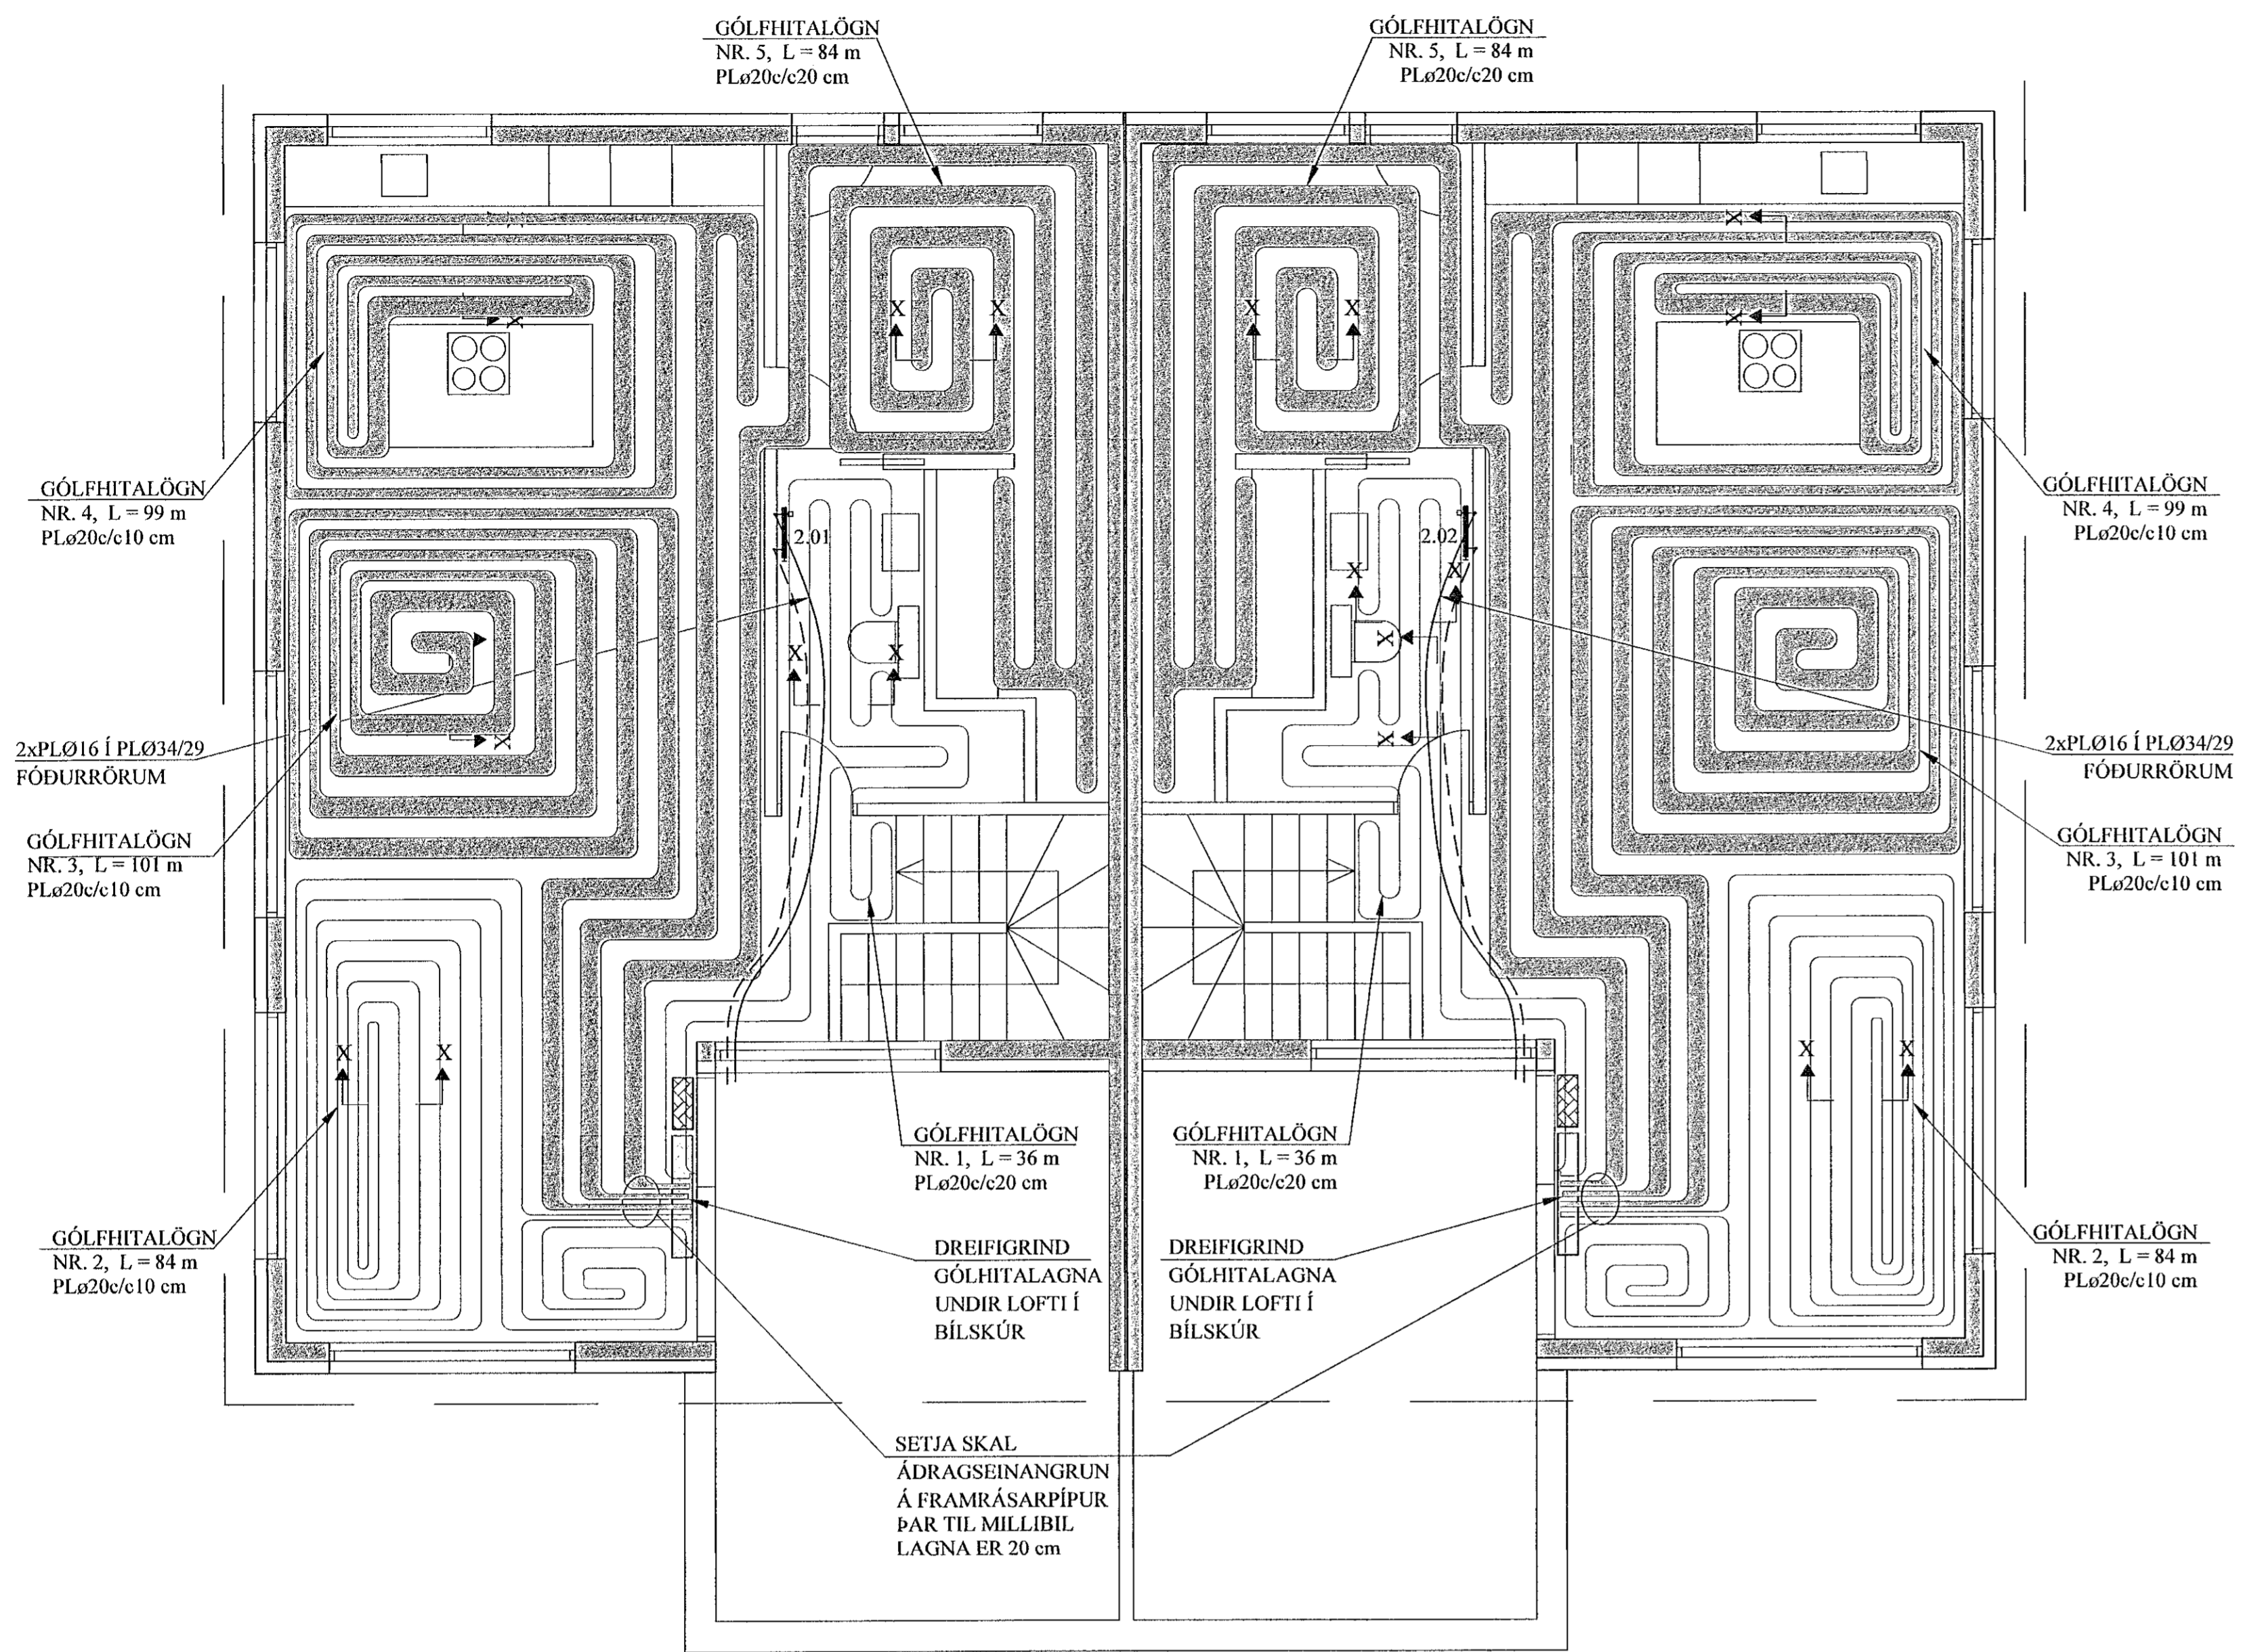 GÓLFHITALÖGN
NR. 5, L = 84 m
PLø20c/c20 cm
GÓLFHITALÖGN
NR. 5, L = 84 m
PLø20c/c20 cm
X
X
X
X
X
X
X
GÓLFHITALÖGN
NR. 4, L = 99 m
PLø20c/c10 cm
GÓLFHITALÖGN
NR. 4, L = 99 m
PLø20c/c10 cm
2.01
2.02
X
X
X
X
X
X
X
2xPLØ16 Í PLØ34/29
FÓÐURRÖRUM
2xPLØ16 Í PLØ34/29
FÓÐURRÖRUM
GÓLFHITALÖGN
NR. 3, L = 101 m
PLø20c/c10 cm
GÓLFHITALÖGN
NR. 3, L = 101 m
PLø20c/c10 cm
X
X
X
X
X
GÓLFHITALÖGN
NR. 1, L = 36 m
PLø20c/c20 cm
GÓLFHITALÖGN
NR. 1, L = 36 m
PLø20c/c20 cm
GÓLFHITALÖGN
NR. 2, L = 84 m
PLø20c/c10 cm
DREIFIGRIND
GÓLHITALAGNA
UNDIR LOFTI Í
BÍLSKÚR
DREIFIGRIND
GÓLHITALAGNA
UNDIR LOFTI Í
BÍLSKÚR
GÓLFHITALÖGN
NR. 2, L = 84 m
PLø20c/c10 cm
SETJA SKAL
ÁDRAGSEINANGRUN
Á FRAMRÁSARPÍPUR
ÞAR TIL MILLIBIL
LAGNA ER 20 cm